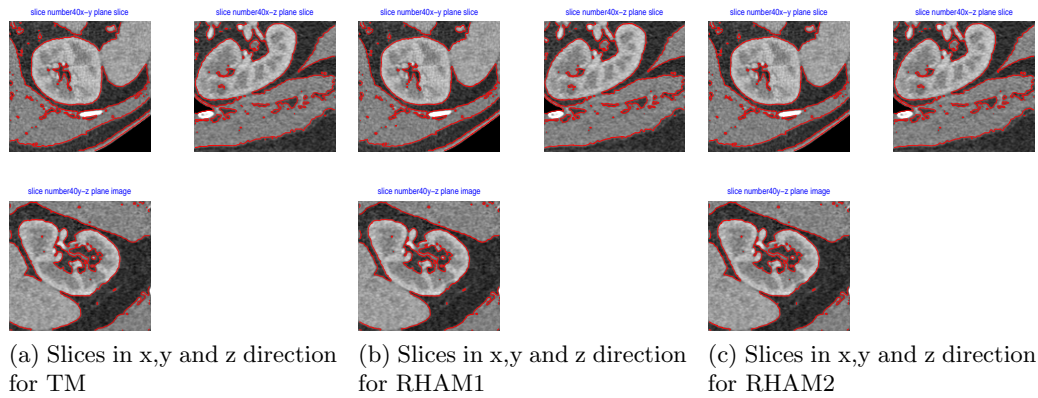 slice number40x-y plane slice
slice number40x-z plane slice
slice number40x-y plane slice
slice number40x-z plane slice
slice number40x-y plane slice
slice number40x-z plane slice
slice number40y-z plane image
slice number40y-z plane image
slice number40y-z plane image
(a) Slices in x,y and z direction
for TM
(b) Slices in x,y and z direction
for RHAM1
(c) Slices in x,y and z direction
for RHAM2